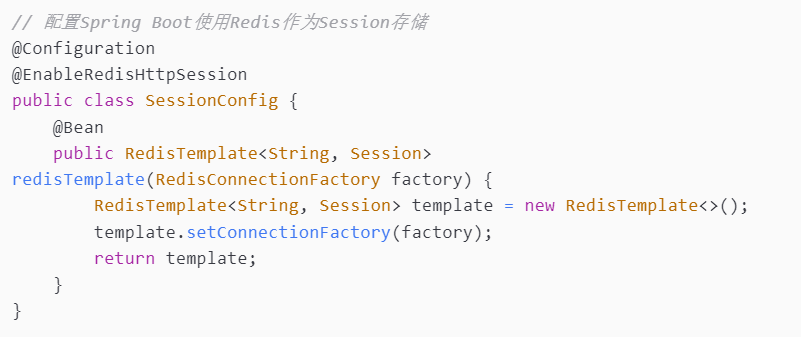 // 配置Spring Boot使用Redis作为Session存储
@Configuration
@EnableRedisHttpSession
public class SessionConfig {
    @Bean
    public RedisTemplate<String, Session>
redisTemplate(RedisConnectionFactory factory) {
        RedisTemplate<String, Session> template = new RedisTemplate<>();
        template.setConnectionFactory(factory);
        return template;
    }
}